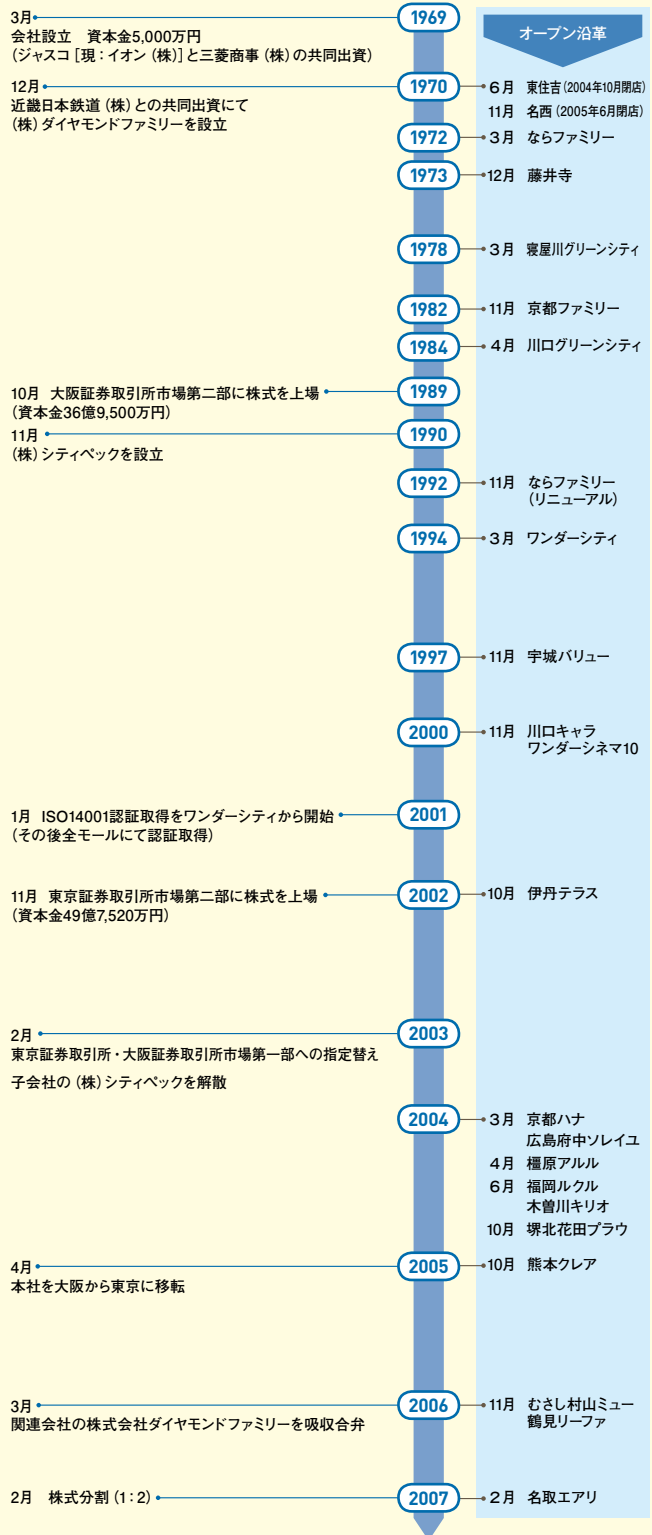 オープン沿革
3月
1969
会社設立 資本金5,000万円
(ジャスコ[現:イオン(株)]と三菱商事(株)の共同出資)
12月
1970
6月 東住吉(2004年10月閉店)
近畿日本鉄道(株)との共同出資にて
(株)ダイヤモンドファミリーを設立
11月 名西(2005年6月閉店)
1972
3月 ならファミリー
1973
12月 藤井寺
1978
3月 寝屋川グリーンシティ
1982
11月 京都ファミリー
1984
4月 川口グリーンシティ
10月 大阪証券取引所市場第二部に株式を上場
(資本金36億9,500万円)
1989
11月
1990
(株)シティペックを設立
1992
11月 ならファミリー
(リニューアル)
1994
3月 ワンダーシティ
1997
11月 宇城バリュー
2000
11月 川口キャラ
ワンダーシネマ10
1月 ISO14001認証取得をワンダーシティから開始
(その後全モールにて認証取得)
2001
11月 東京証券取引所市場第二部に株式を上場
(資本金49億7,520万円)
2002
10月 伊丹テラス
2月
2003
東京証券取引所・大阪証券取引所市場第一部への指定替え
子会社の(株)シティペックを解散
2004
3月 京都ハナ
広島府中ソレイユ
4月 橿原アルル
6月 福岡ルクル
木曽川キリオ
10月 堺北花田プラウ
4月
2005
10月 熊本クレア
本社を大阪から東京に移転
3月
2006
11月 むさし村山ミュー
鶴見リーファ
関連会社の株式会社ダイヤモンドファミリーを吸収合弁
2月 株式分割(1:2)
2007
2月 名取エアリ